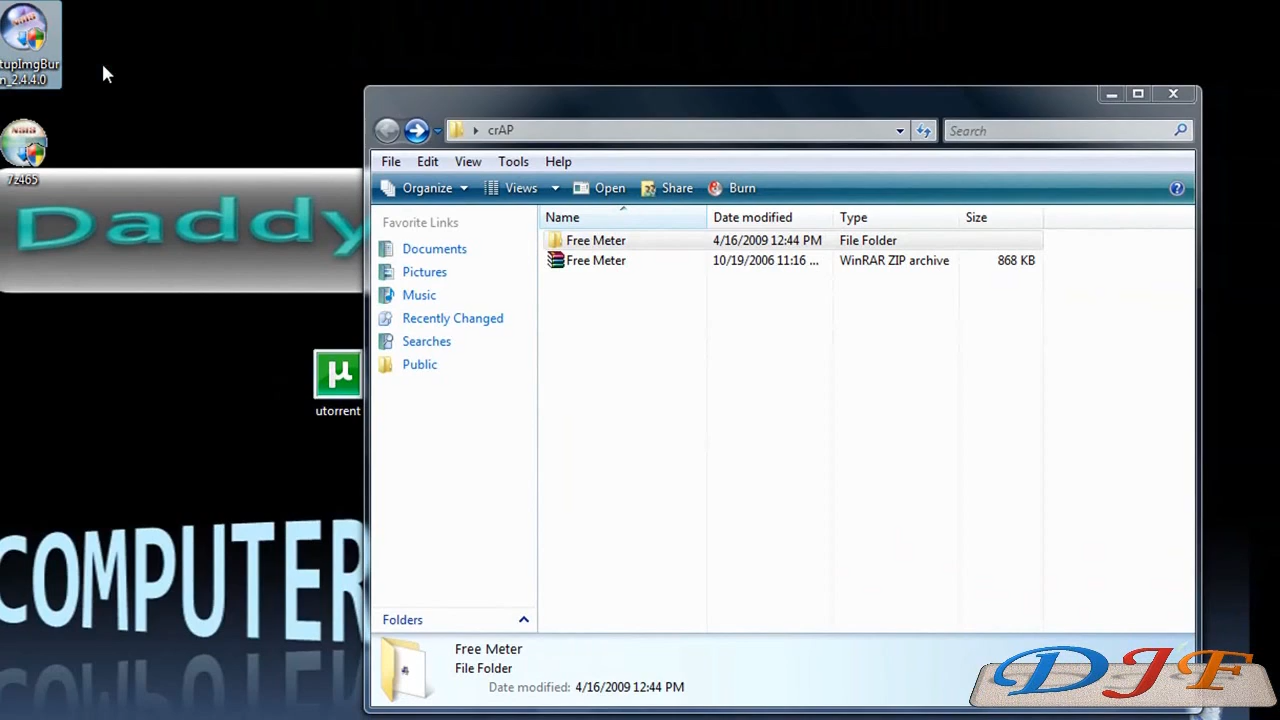 tupImgBur
n_2.4.4.0
7z465
Daddy
utorrent
COMPUTER
crAP
Search
File Edit View Tools Help
Organize Views Open Share Burn
Favorite Links
Documents
Pictures
Music
Recently Changed
Searches
Public
Folders
Name Date modified Type Size
Free Meter 4/16/2009 12:44 PM File Folder
Free Meter 10/19/2006 11:16 ... WinRAR ZIP archive 868 KB
Free Meter
File Folder
Date modified: 4/16/2009 12:44 PM
DJF